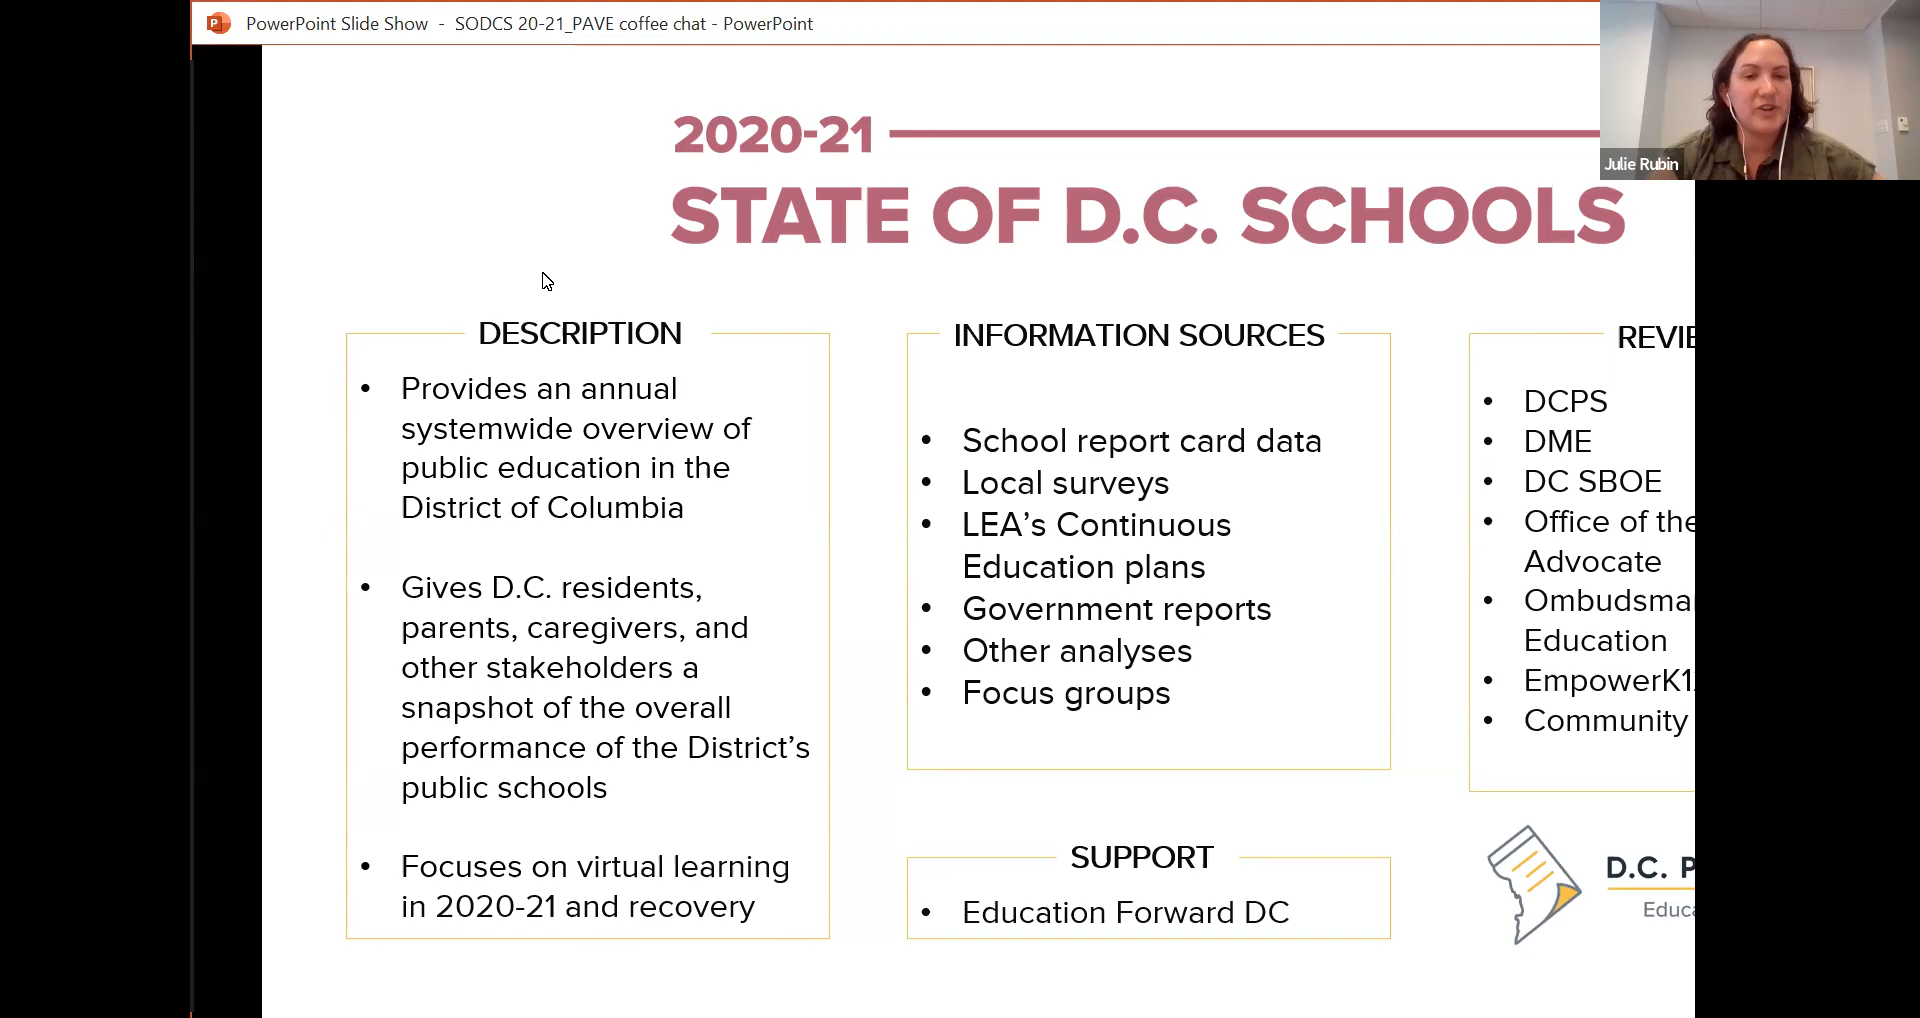 PowerPoint Slide Show - SODCS 20-21_PAVE coffee chat - PowerPoint
Julie Rubin
2020-21
STATE OF D.C. SCHOOLS
DESCRIPTION
• Provides an annual
systemwide overview of
public education in the
District of Columbia
• Gives D.C. residents,
parents, caregivers, and
other stakeholders a
snapshot of the overall
performance of the District’s
public schools
• Focuses on virtual learning
in 2020-21 and recovery
INFORMATION SOURCES
• School report card data
• Local surveys
• LEA’s Continuous
Education plans
• Government reports
• Other analyses
• Focus groups
SUPPORT
• Education Forward DC
• DCPS
• DME
• DC SBOE
• Office of the
Advocate
•
Education
•
• Community
D.C.